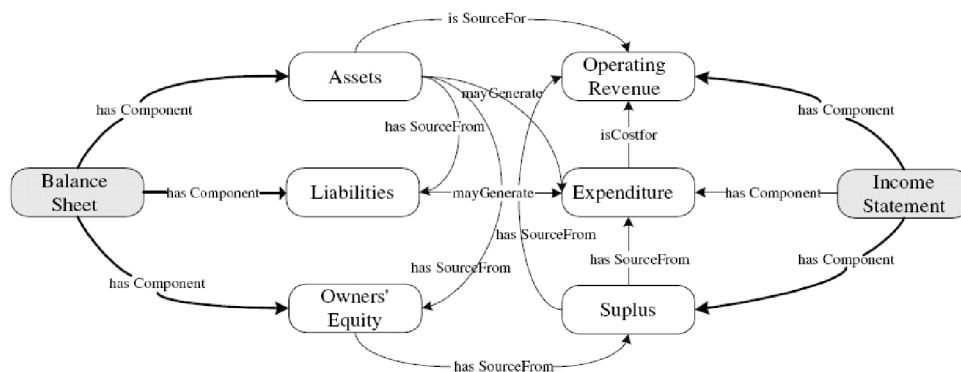 is SourceFor
Assets
Operating
Revenue
has Component
mayGenerate
has Component
has SourceFrom
isCostfor
Balance
Sheet
has Component
Liabilities
mayGenerate
Expenditure
has Component
Income
Statement
has SourceFrom
has SourceFrom
has SourceFrom
has Component
has Component
Owners'
Equity
Suplus
has SourceFrom